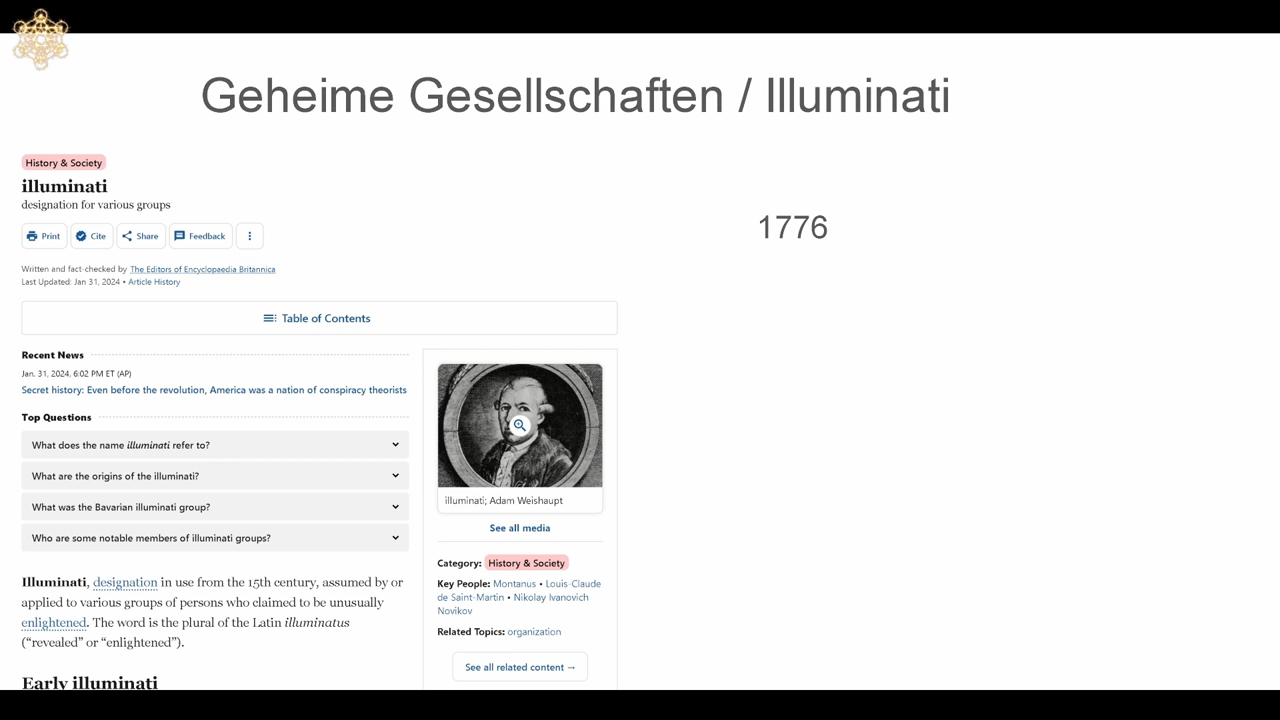 Geheime Gesellschaften / Illuminati
1776
History & Society
illuminati
designation for various groups
Print
Cite
Share
Feedback
Written and fact-checked by The Editors of Encyclopaedia Britannica
Last Updated: Jan 31, 2024 • Article History
Table of Contents
Recent News
Jan. 31, 2024, 6:02 PM ET (AP)
Secret history: Even before the revolution, America was a nation of conspiracy theorists
Top Questions
What does the name illuminati refer to?
What are the origins of the illuminati?
What was the Bavarian illuminati group?
Who are some notable members of illuminati groups?
Illuminati, designation in use from the 15th century, assumed by or
applied to various groups of persons who claimed to be unusually
enlightened. The word is the plural of the Latin illuminatus
(“revealed” or “enlightened”).
Early illuminati
illuminati; Adam Weishaupt
See all media
Category: History & Society
Key People: Montanus • Louis-Claude
de Saint-Martin • Nikolay Ivanovich
Novikov
Related Topics: organization
See all related content →